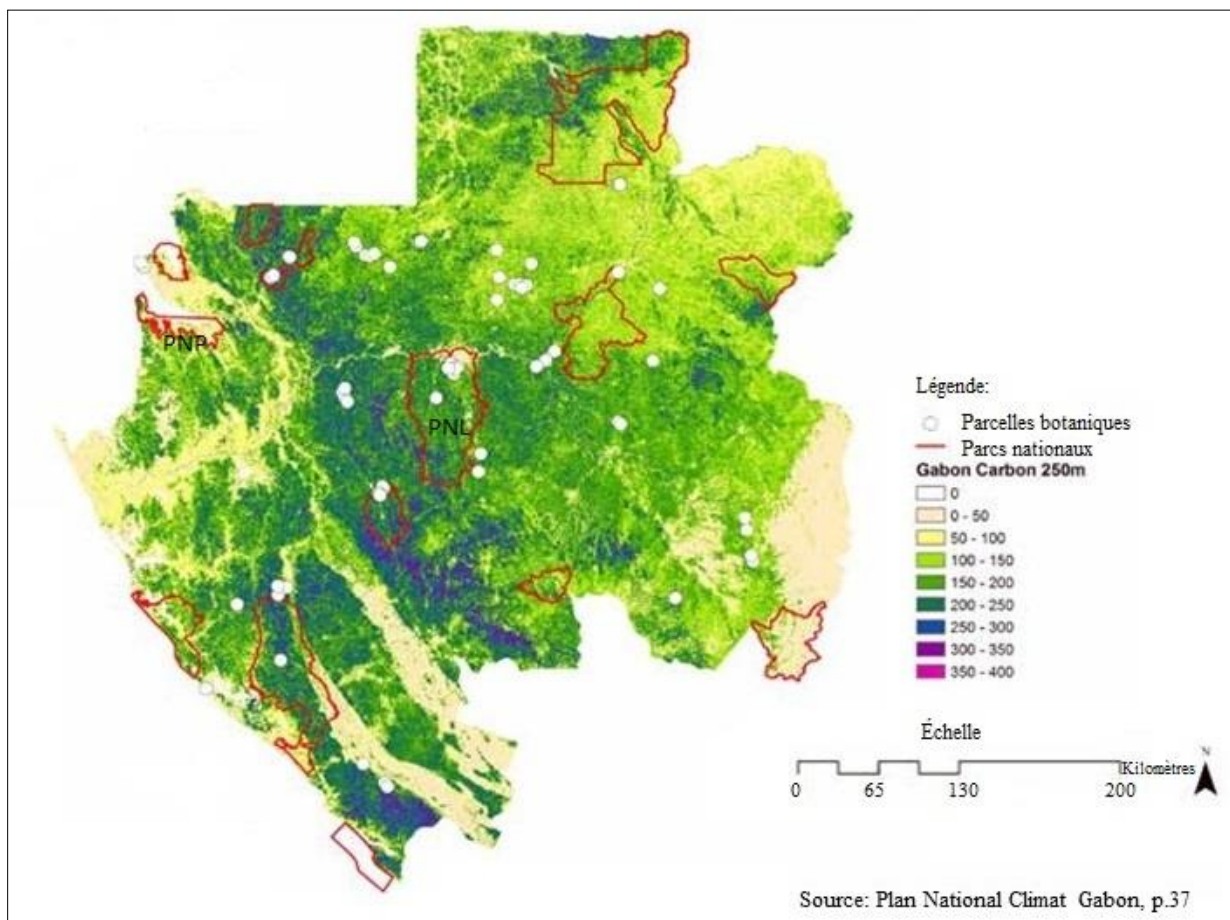 PNP
PNL
Légende:
Parcelles botaniques
Parcs nationaux
Gabon Carbon 250m
0
0 - 50
50 - 100
100 - 150
150 - 200
200 - 250
250 - 300
300 - 350
350 - 400
Échelle
Kilomètres
0 65 130 200
N
Source: Plan National Climat Gabon, p.37